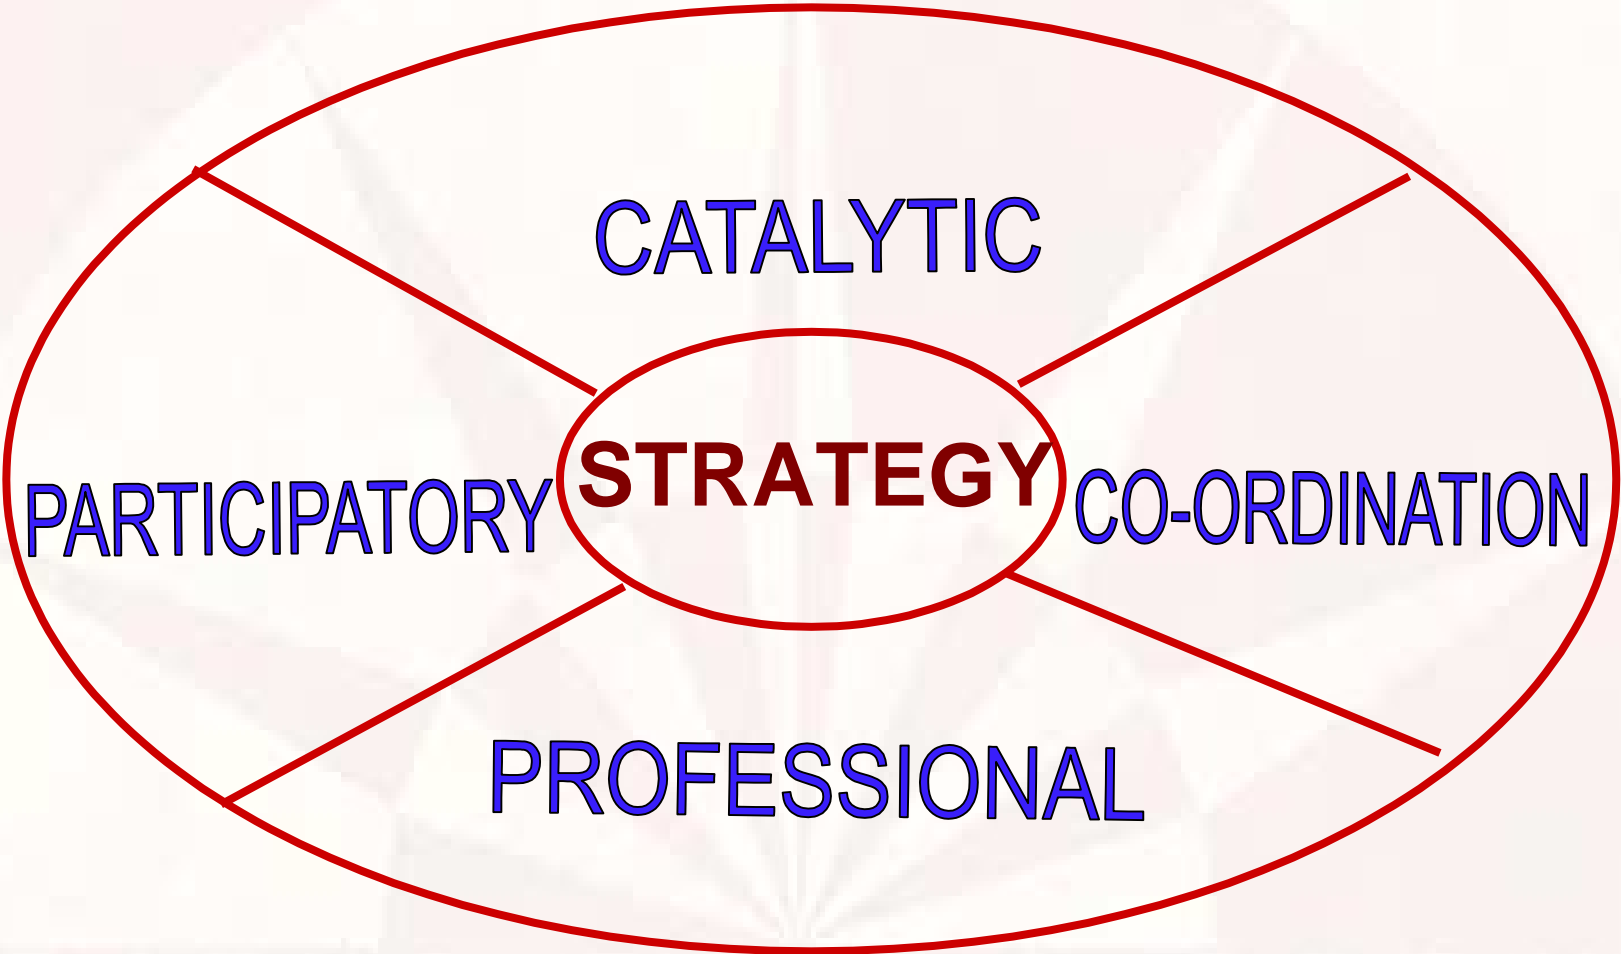 CATALYTIC
STRATEGY
PARTICIPATORY
CO-ORDINATION
PROFESSIONAL